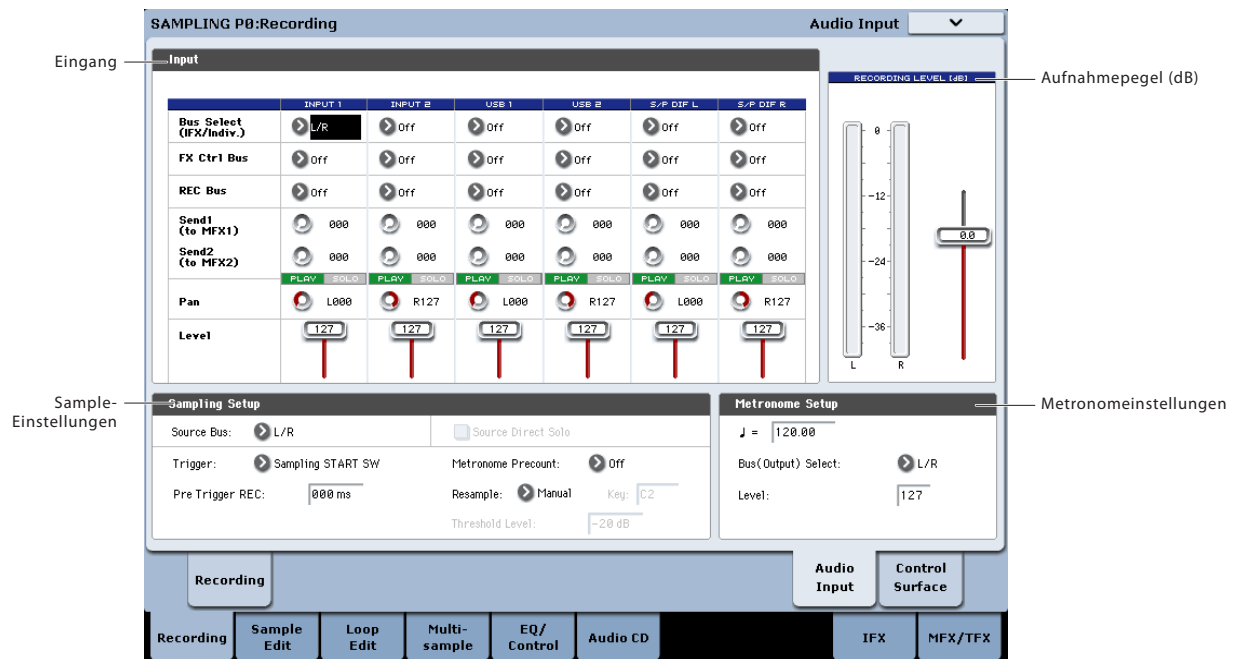 SAMPLING P0:Recording
Audio Input
Eingang
Input
RECORDING LEVEL [dB]
Aufnahmepegel (dB)
INPUT 1 INPUT 2 USB 1 USB 2 S/P DIF L S/P DIF R
Bus Select
(IFX/Indiv.)
L/R Off Off Off Off Off
FX Ctrl Bus Off Off Off Off Off Off
REC Bus Off Off Off Off Off Off
Send1
(to MFX1)
000 000 000 000 000 000
Send2
(to MFX2)
000 000 000 000 000 000
PLAY SOLO PLAY SOLO PLAY SOLO PLAY SOLO PLAY SOLO PLAY SOLO
Pan L000 R127 L000 R127 L000 R127
Level 127 127 127 127 127 127
0
-12
-24
-36
L R
0.0
Sample-
Einstellungen
Sampling Setup
Source Bus: L/R
Source Direct Solo
Trigger: Sampling START SW
Metronome Precount: Off
Pre Trigger REC: 000 ms
Resample: Manual Key: C2
Threshold Level: -20 dB
Metronome Setup
Metronomeinstellungen
♩ = 120.00
Bus(Output) Select: L/R
Level: 127
Recording
Audio
Input
Control
Surface
Recording
Sample
Edit
Loop
Edit
Multi-
sample
EQ/
Control
Audio CD
IFX
MFX/TFX